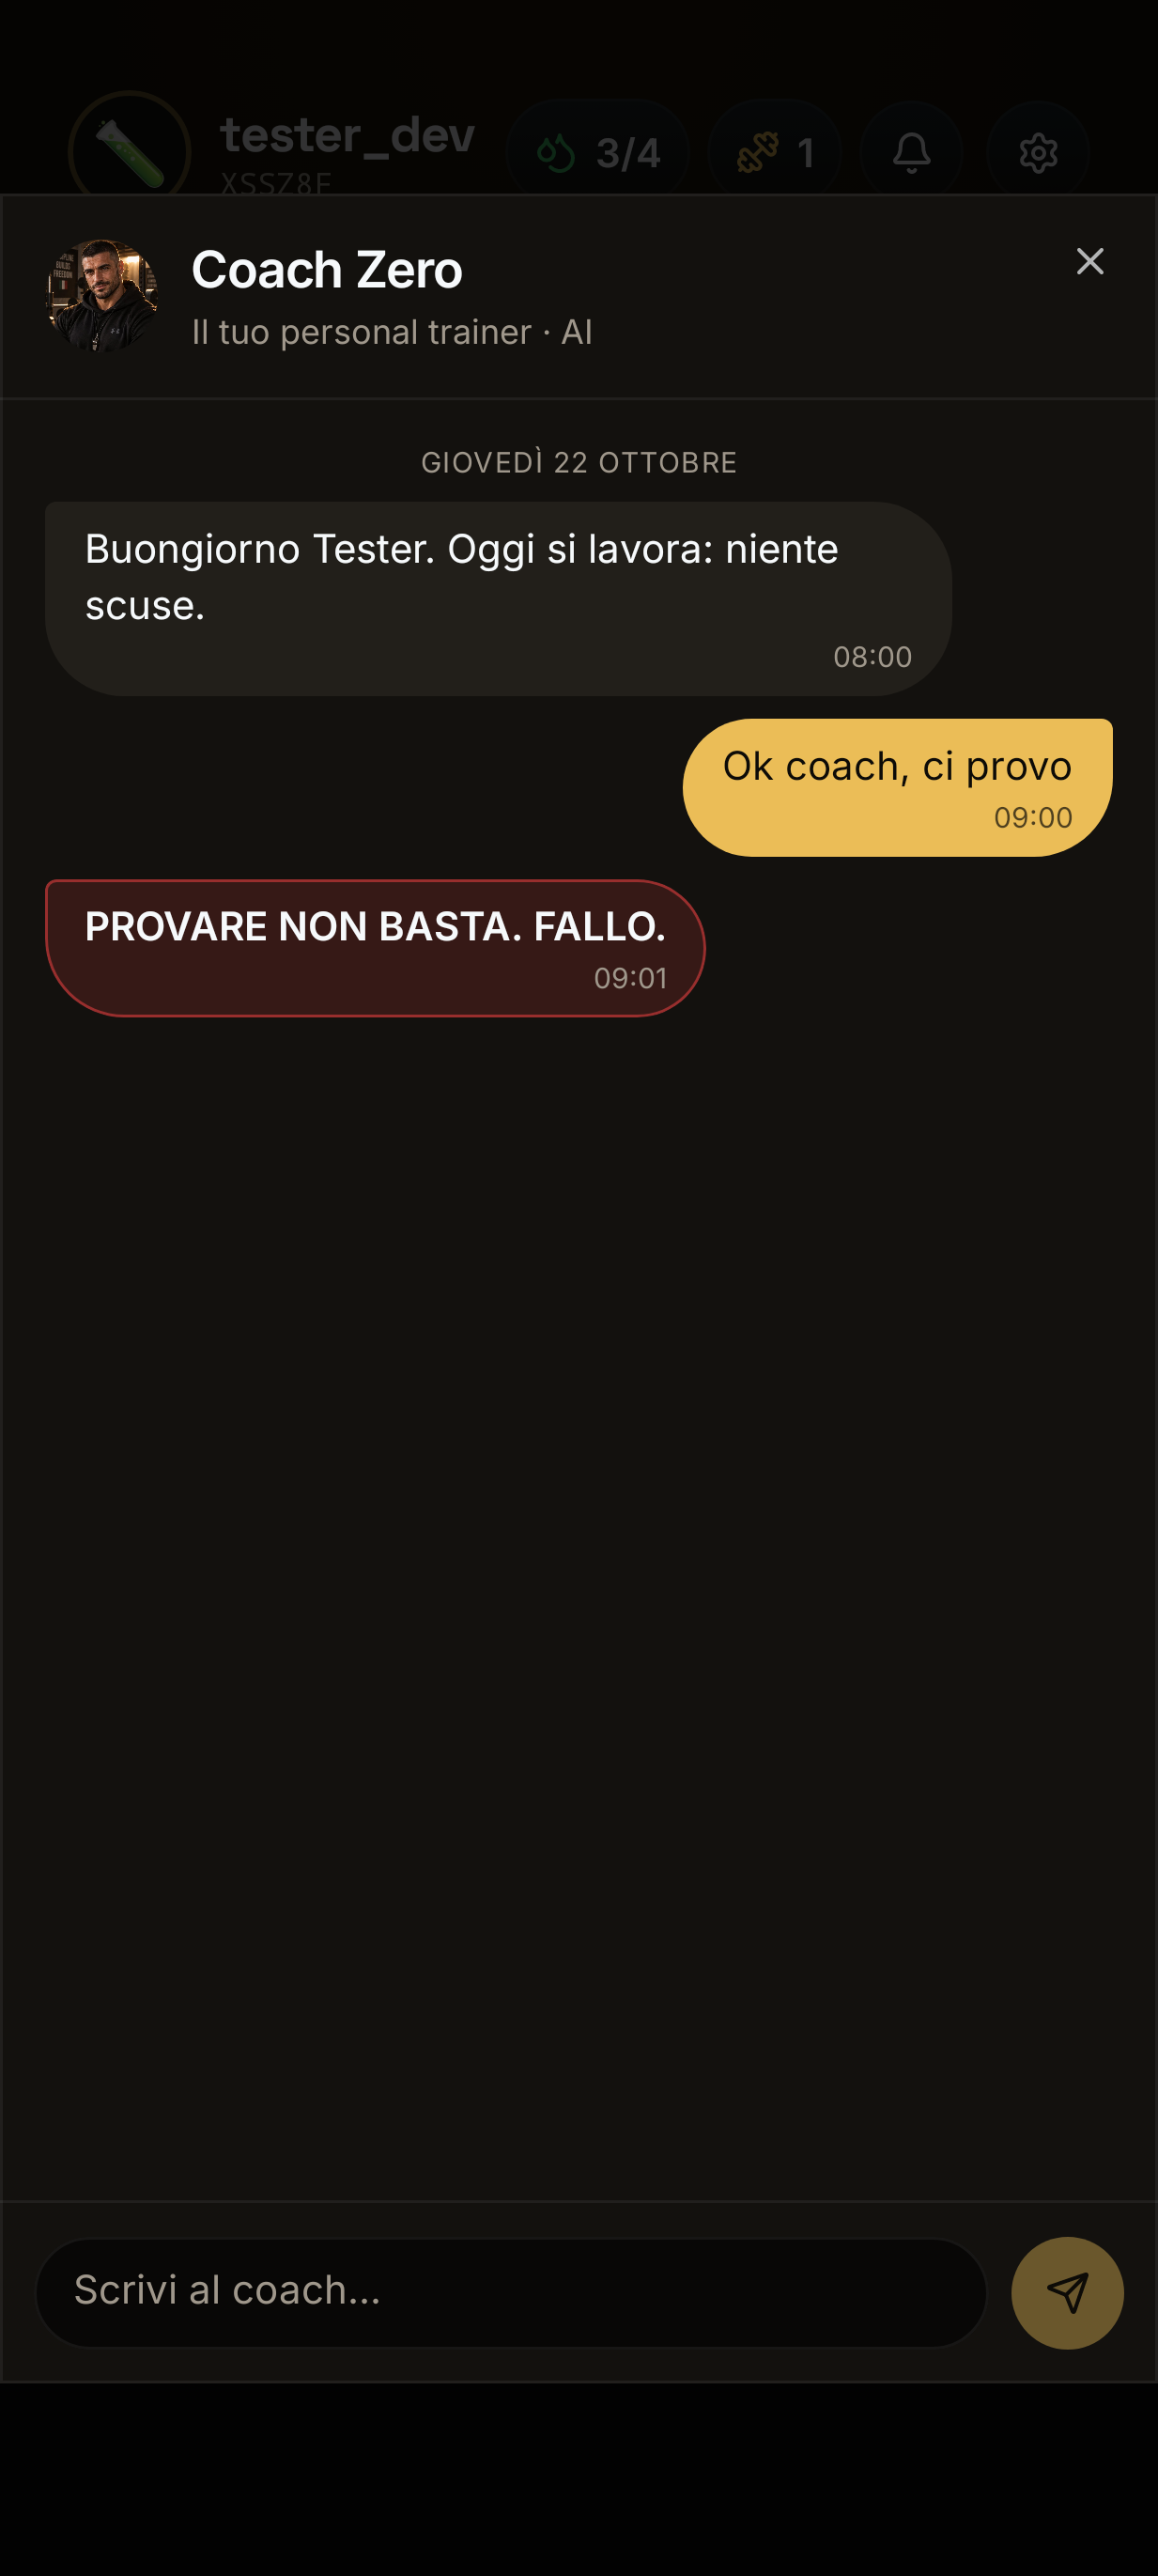 tester_dev
3/4
1
Coach Zero
Il tuo personal trainer · AI
GIOVEDÌ 22 OTTOBRE
Buongiorno Tester. Oggi si lavora: niente
scuse.
08:00
Ok coach, ci provo
09:00
PROVARE NON BASTA. FALLO.
09:01
Scrivi al coach...